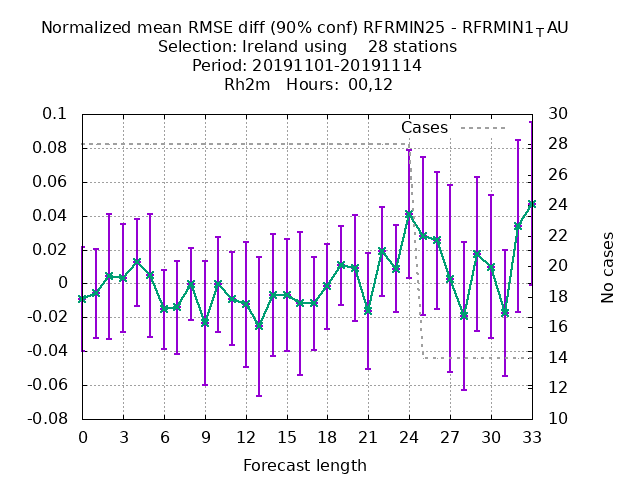 Normalized mean RMSE diff (90% conf) RFRMIN25 - RFRMIN1_TAU
Selection: Ireland using    28 stations
Period: 20191101-20191114
Rh2m   Hours:  00,12
Cases
0.1
0.08
0.06
0.04
0.02
0
-0.02
-0.04
-0.06
-0.08
30
28
26
24
22
20
18
16
14
12
10
No cases
0 3 6 9 12 15 18 21 24 27 30 33
Forecast length